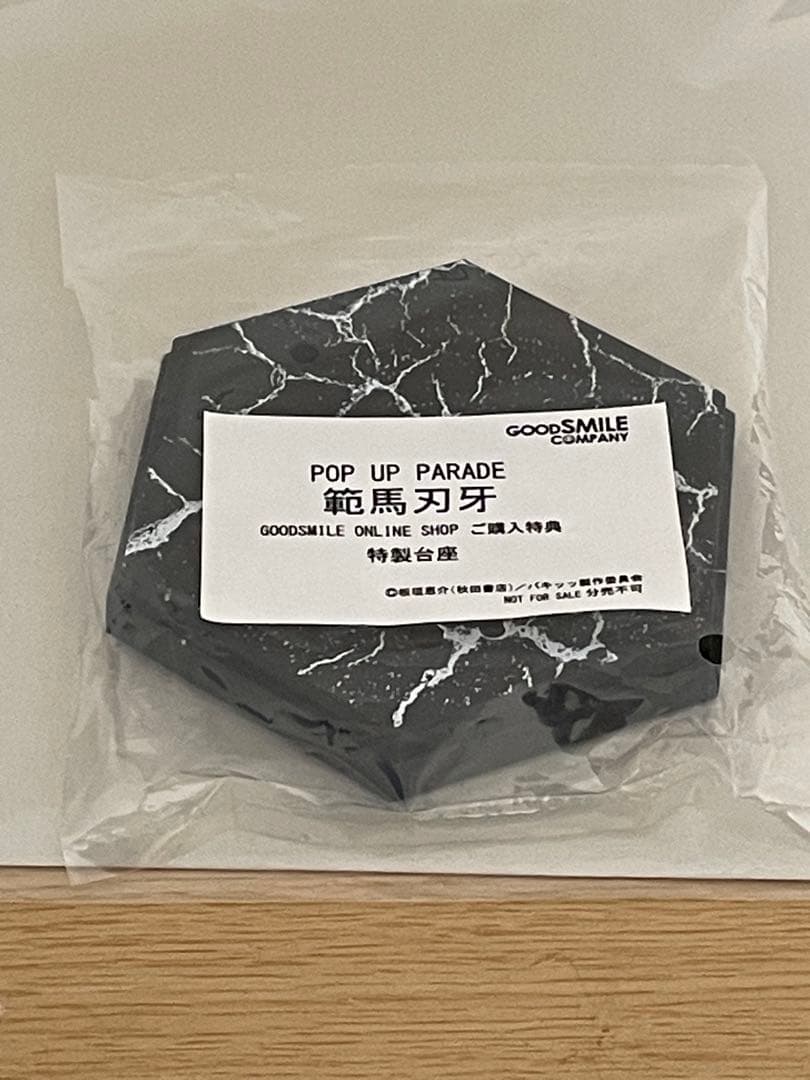 GOODSMILE
COMPANY
POP UP PARADE
範馬刃牙
GOODSMILE ONLINE SHOP ご購入特典
特製台座
©板垣恵介(秋田書店)/バキッッ製作委員会
NOT FOR SALE 分売不可